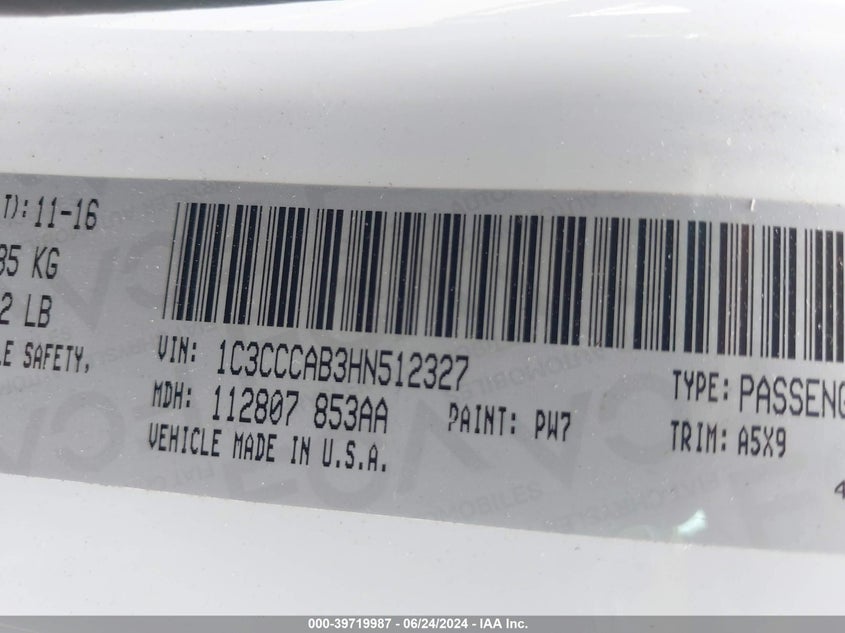 T): 11-16
85 KG
2 LB
LE SAFETY,
VIN: 1C3CCCAB3HN512327
MDH: 112807 853AA
PAINT: PW7
VEHICLE MADE IN U.S.A.
TYPE: PASSENG
TRIM: A5X9
4
000-39719987 - 06/24/2024 - IAA Inc.